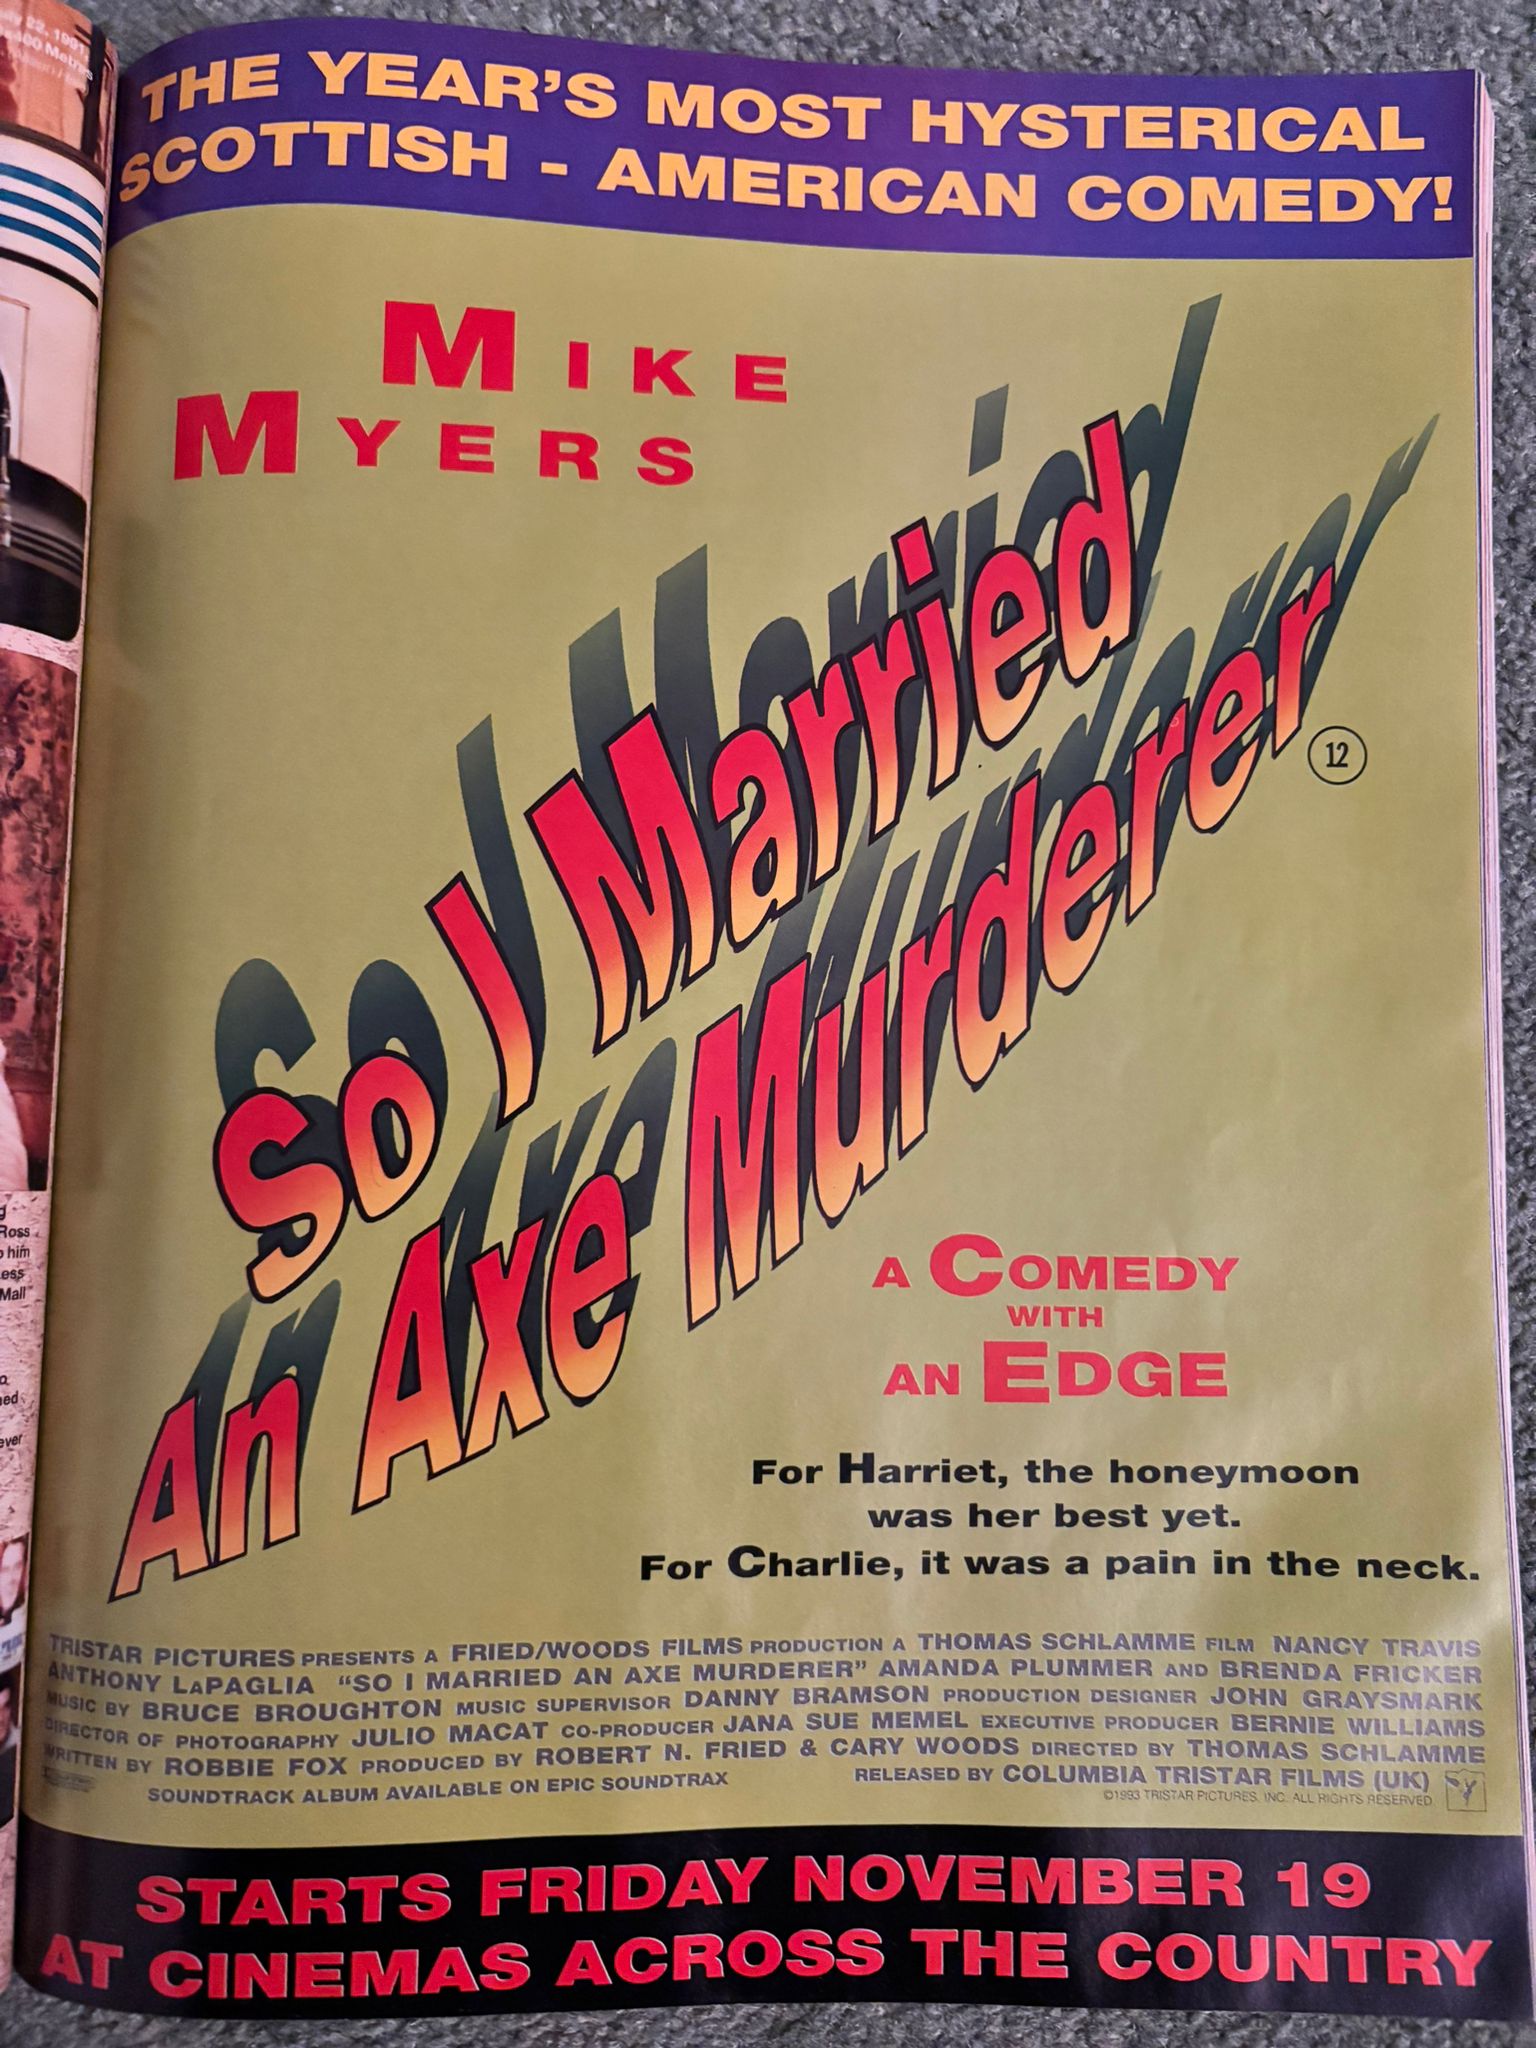 THE YEAR'S MOST HYSTERICAL
SCOTTISH - AMERICAN COMEDY!
MIKE
MYERS
So I Married
An Axe Murderer
12
A COMEDY
WITH
AN EDGE
For Harriet, the honeymoon
was her best yet.
For Charlie, it was a pain in the neck.
TRISTAR PICTURES PRESENTS A FRIED/WOODS FILMS PRODUCTION A THOMAS SCHLAMME FILM NANCY TRAVIS
ANTHONY LaPAGLIA "SO I MARRIED AN AXE MURDERER" AMANDA PLUMMER AND BRENDA FRICKER
MUSIC BY BRUCE BROUGHTON MUSIC SUPERVISOR DANNY BRAMSON PRODUCTION DESIGNER JOHN GRAYSMARK
DIRECTOR OF PHOTOGRAPHY JULIO MACAT CO-PRODUCER JANA SUE MEMEL EXECUTIVE PRODUCER BERNIE WILLIAMS
WRITTEN BY ROBBIE FOX PRODUCED BY ROBERT N. FRIED & CARY WOODS DIRECTED BY THOMAS SCHLAMME
SOUNDTRACK ALBUM AVAILABLE ON EPIC SOUNDTRAX
RELEASED BY COLUMBIA TRISTAR FILMS (UK)
©1993 TRISTAR PICTURES, INC. ALL RIGHTS RESERVED.
STARTS FRIDAY NOVEMBER 19
AT CINEMAS ACROSS THE COUNTRY
22, 1991
Ross
him
Mall
ever